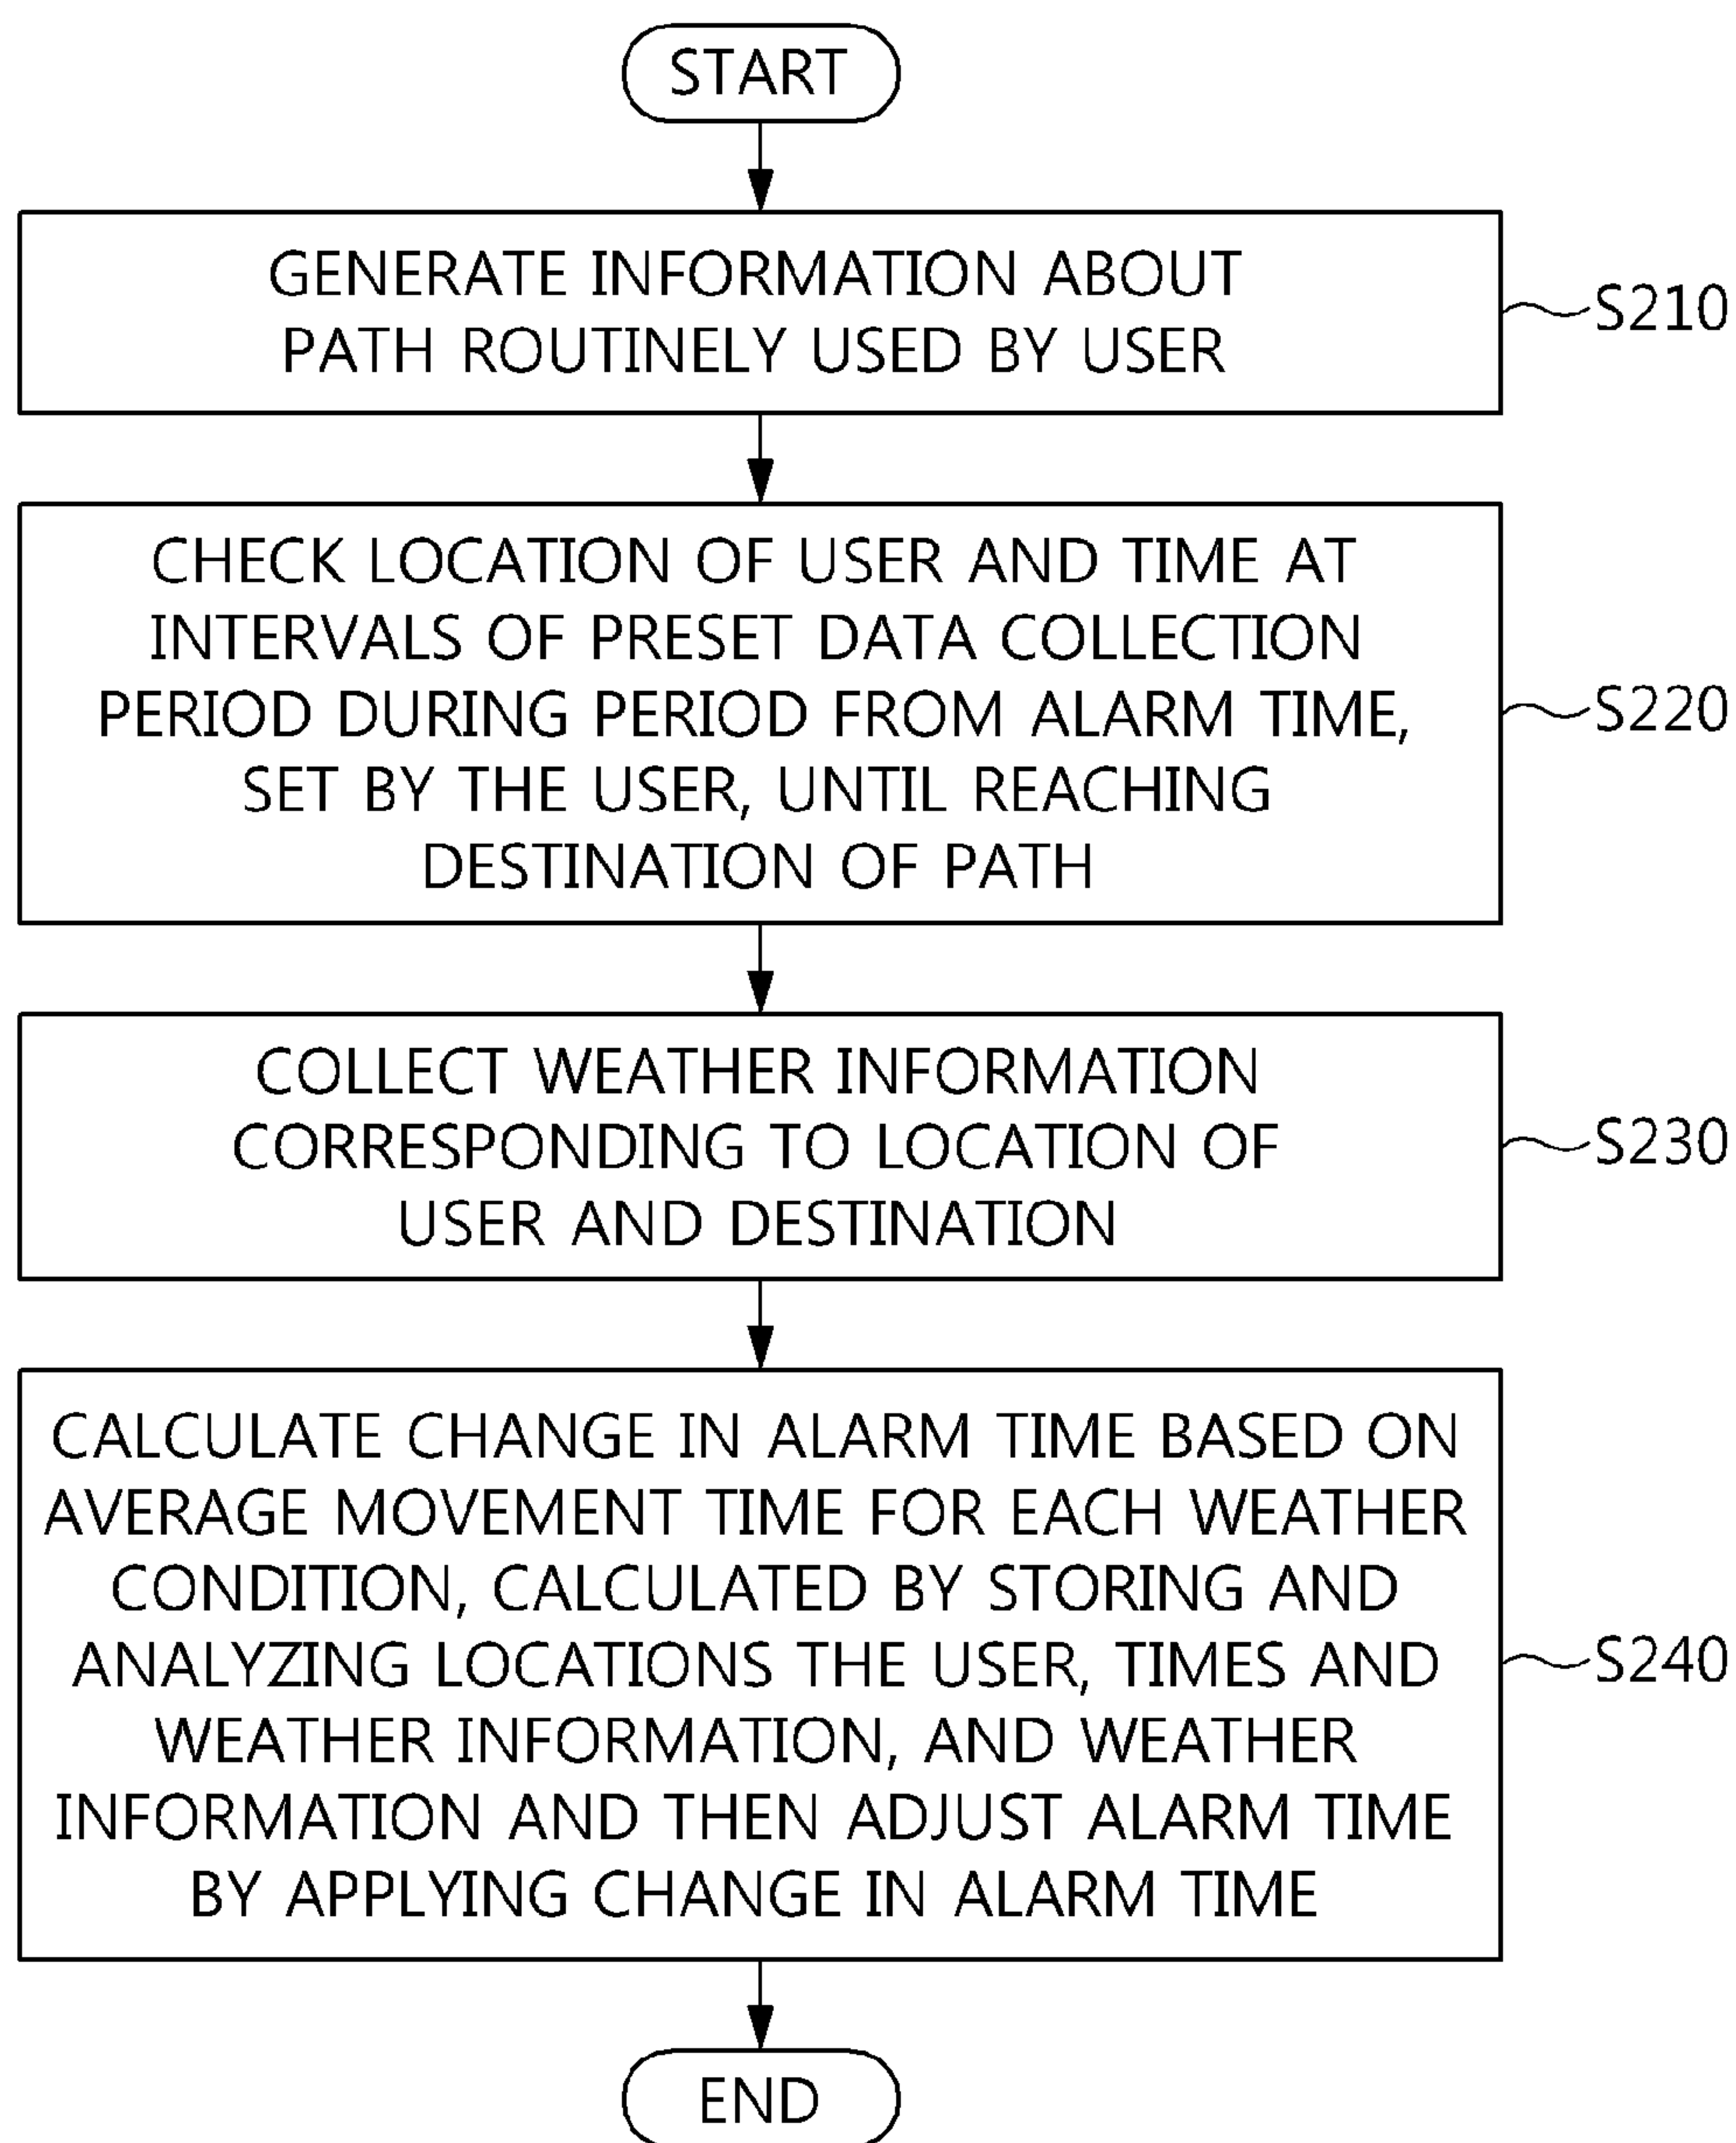 START
GENERATE INFORMATION ABOUT
PATH ROUTINELY USED BY USER
S210
CHECK LOCATION OF USER AND TIME AT
INTERVALS OF PRESET DATA COLLECTION
PERIOD DURING PERIOD FROM ALARM TIME,
SET BY THE USER, UNTIL REACHING
DESTINATION OF PATH
S220
COLLECT WEATHER INFORMATION
CORRESPONDING TO LOCATION OF
USER AND DESTINATION
S230
CALCULATE CHANGE IN ALARM TIME BASED ON
AVERAGE MOVEMENT TIME FOR EACH WEATHER
CONDITION, CALCULATED BY STORING AND
ANALYZING LOCATIONS THE USER, TIMES AND
WEATHER INFORMATION, AND WEATHER
INFORMATION AND THEN ADJUST ALARM TIME
BY APPLYING CHANGE IN ALARM TIME
S240
END